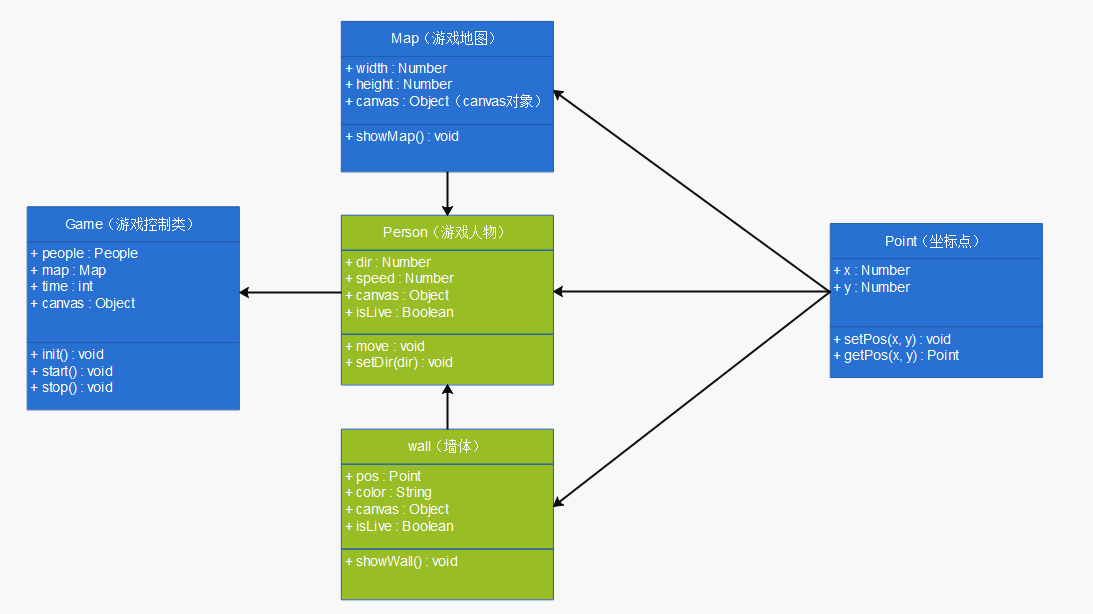 Map（游戏地图）
+ width : Number
+ height : Number
+ canvas : Object（canvas对象）
+ showMap() : void
Game（游戏控制类）
+ people : People
+ map : Map
+ time : int
+ canvas : Object
+ init() : void
+ start() : void
+ stop() : void
Person（游戏人物）
+ dir : Number
+ speed : Number
+ canvas : Object
+ isLive : Boolean
+ move : void
+ setDir(dir) : void
Point（坐标点）
+ x : Number
+ y : Number
+ setPos(x, y) : void
+ getPos(x, y) : Point
wall（墙体）
+ pos : Point
+ color : String
+ canvas : Object
+ isLive : Boolean
+ showWall() : void